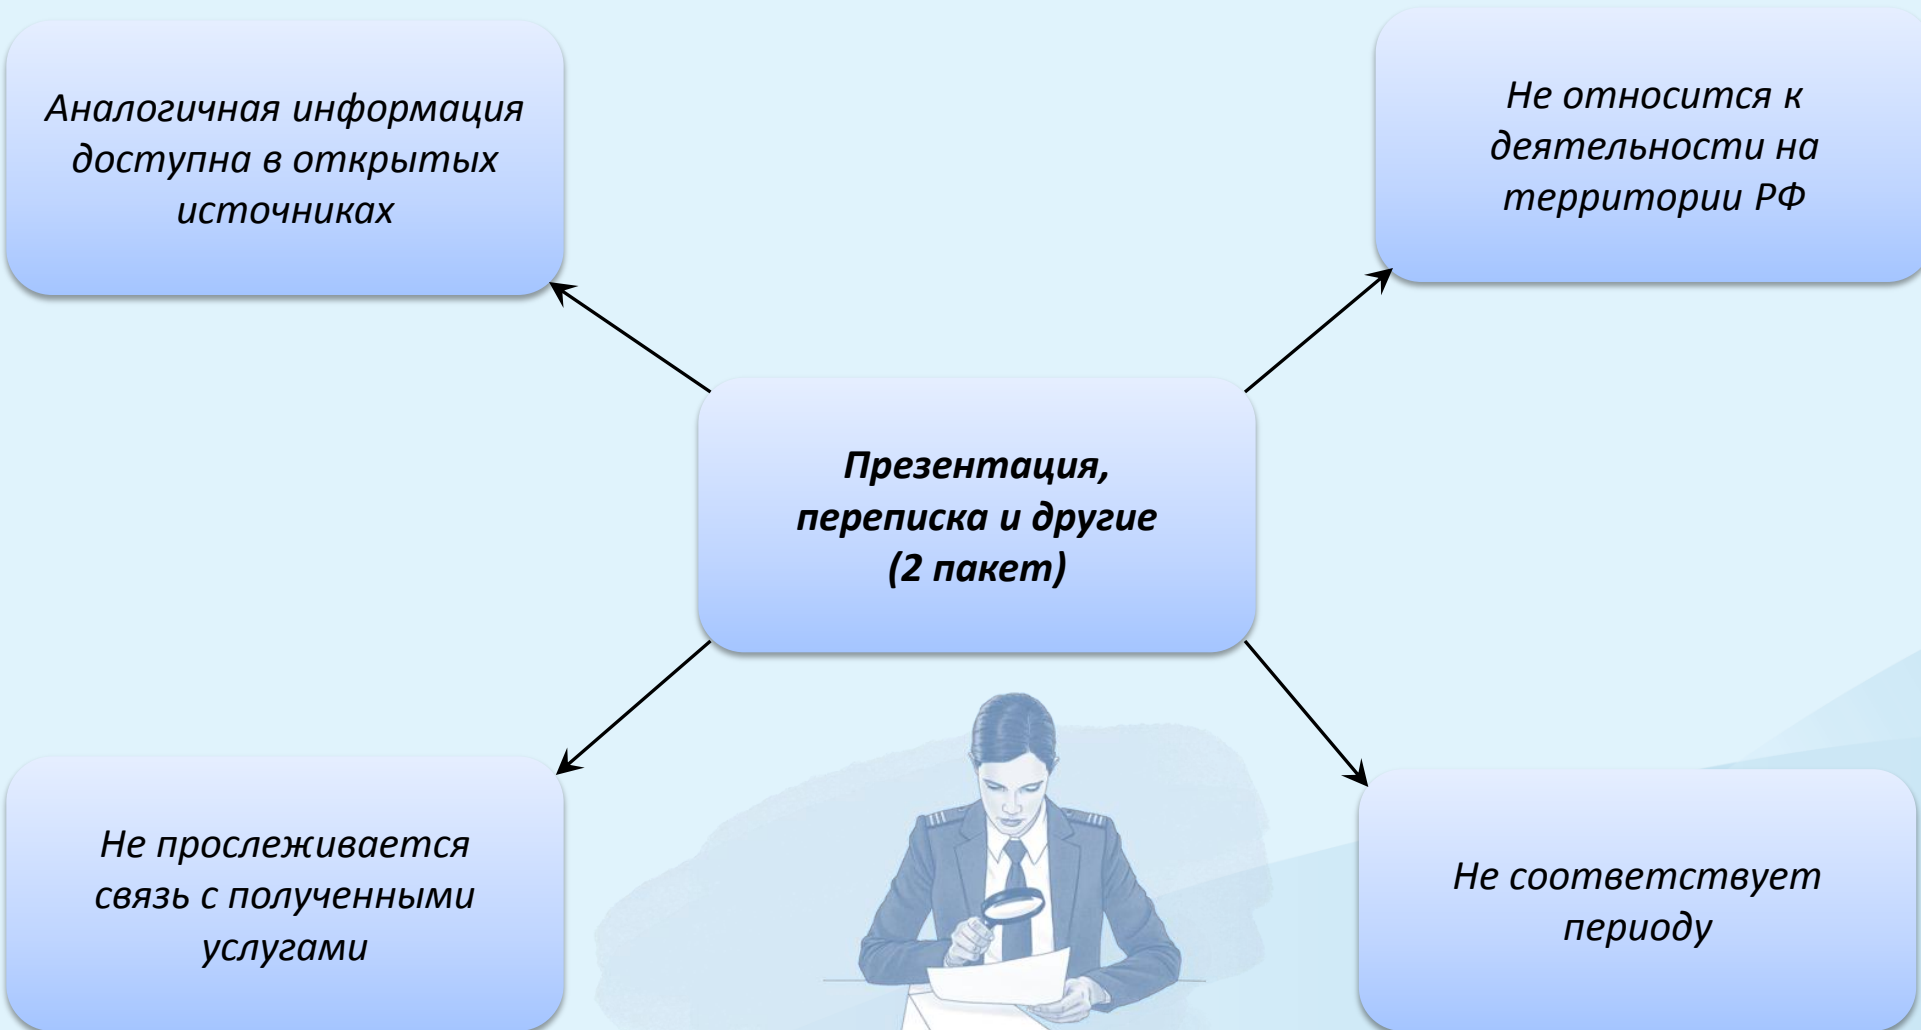 Аналогичная информация
доступна в открытых
источниках
Не относится к
деятельности на
территории РФ
Презентация,
переписка и другие
(2 пакет)
Не прослеживается
связь с полученными
услугами
Не соответствует
периоду